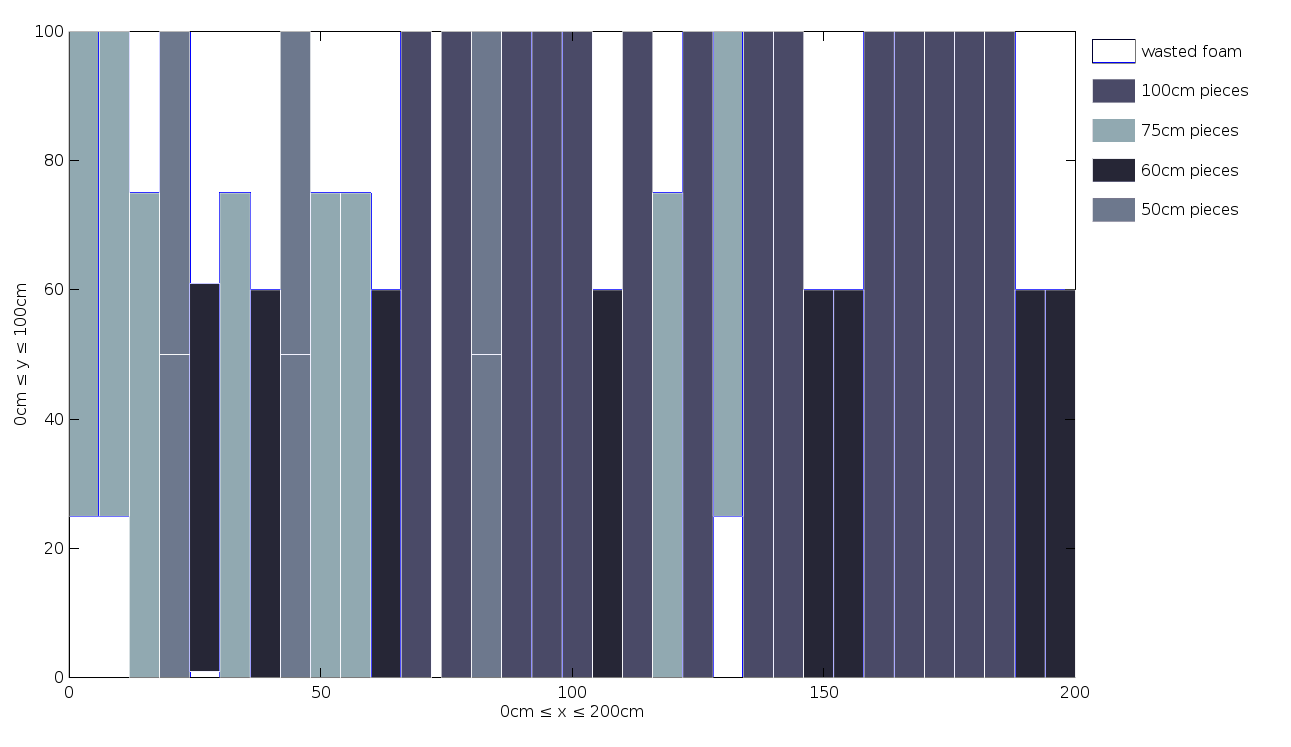 100
80
60
40
20
0
0cm ≤ y ≤ 100cm
0
50
100
150
200
0cm ≤ x ≤ 200cm
wasted foam
100cm pieces
75cm pieces
60cm pieces
50cm pieces